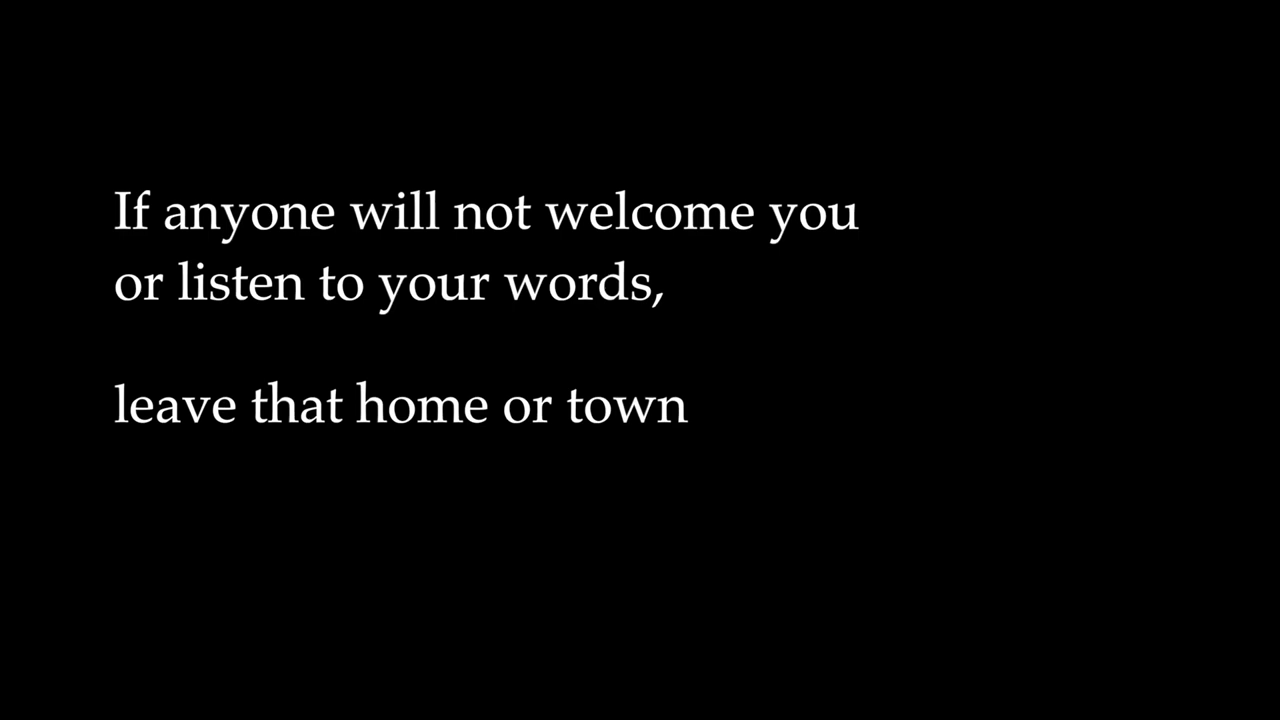 If anyone will not welcome you
or listen to your words,
leave that home or town